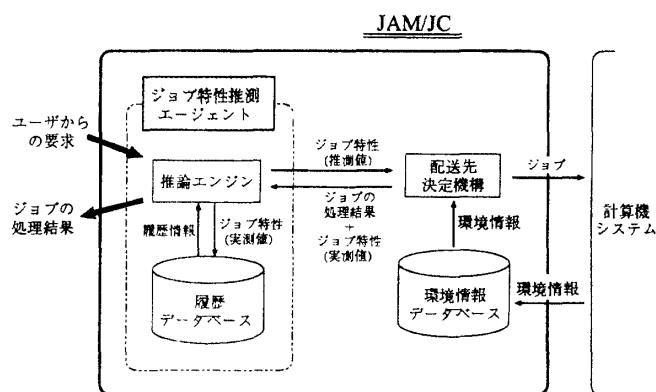 JAM/JC
ジョブ特性推測
エージェント
ユーザから
の要求
ジョブ特性
(推測値)
推論エンジン
配送先
決定機構
ジョブ
ジョブの
処理結果
履歴情報
ジョブ特性
(実測値)
ジョブの
処理結果
+
ジョブ特性
(実測値)
環境情報
計算機
システム
履歴
データベース
環境情報
データベース
環境情報